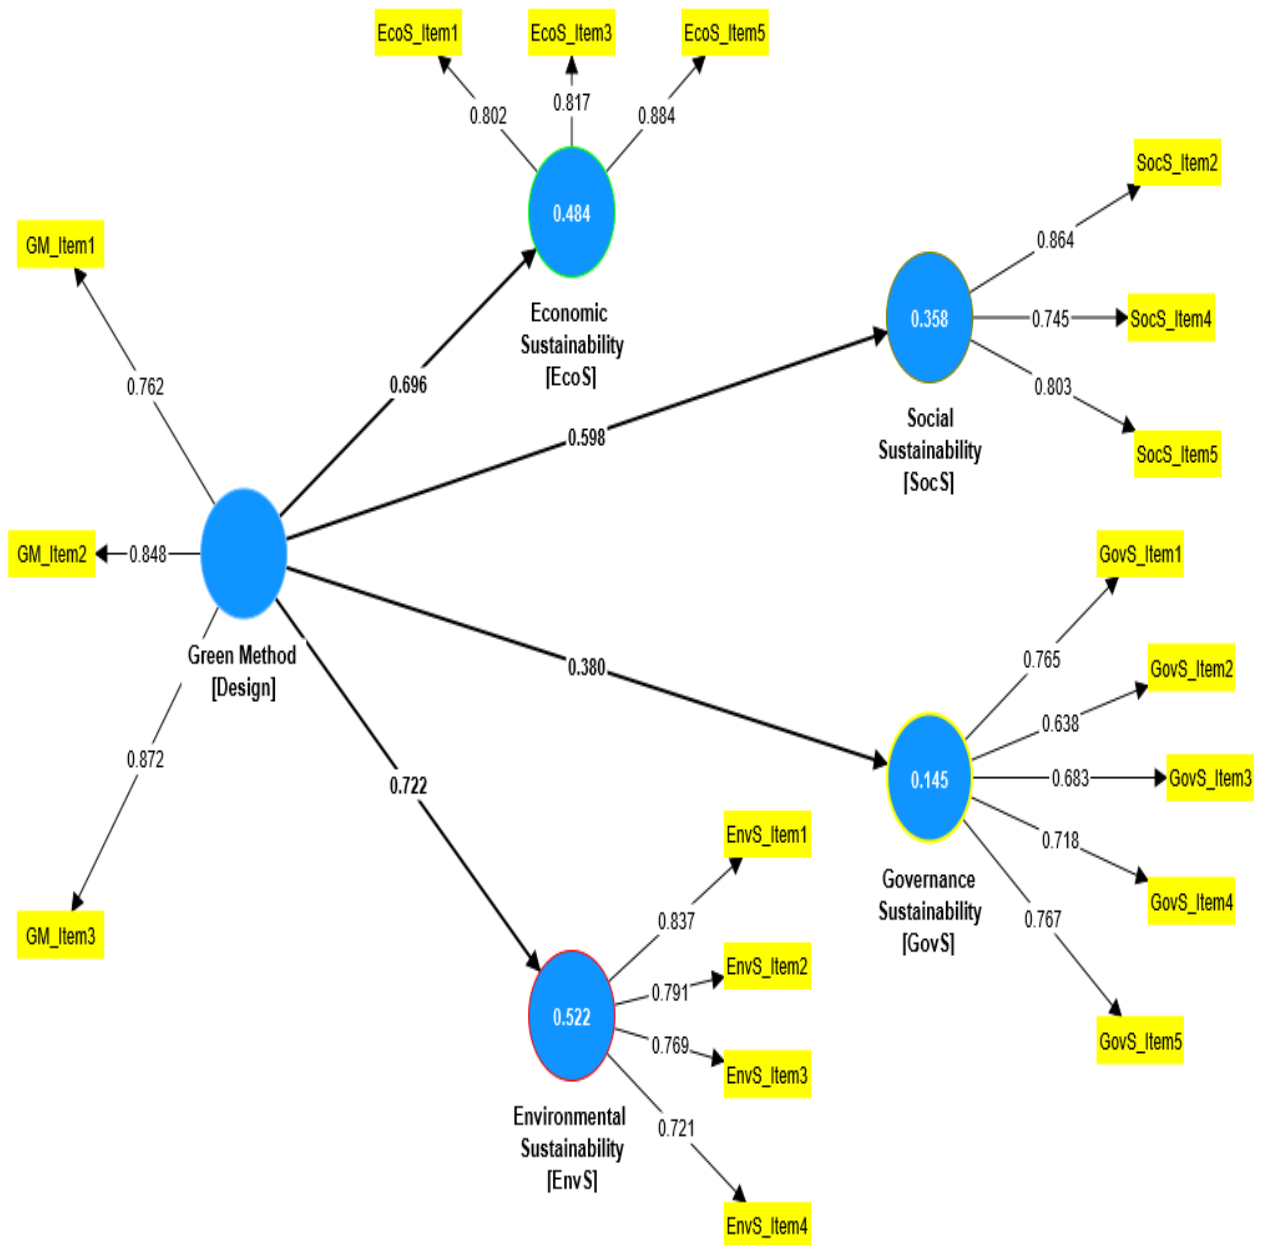 EcoS_Item1
EcoS_Item3
EcoS_Item5
0.802
0.817
0.884
0.484
Economic
Sustainability
[EcoS]
SocS_Item2
0.864
0.358
0.745
SocS_Item4
0.803
SocS_Item5
Social
Sustainability
[SocS]
GM_Item1
0.762
0.696
0.598
GM_Item2
0.848
Green Method
[Design]
0.872
GM_Item3
0.380
0.722
GovS_Item1
0.765
GovS_Item2
0.638
0.145
0.683
GovS_Item3
0.718
GovS_Item4
0.767
GovS_Item5
Governance
Sustainability
[GovS]
EnvS_Item1
0.837
EnvS_Item2
0.791
0.522
0.769
EnvS_Item3
0.721
EnvS_Item4
Environmental
Sustainability
[EnvS]